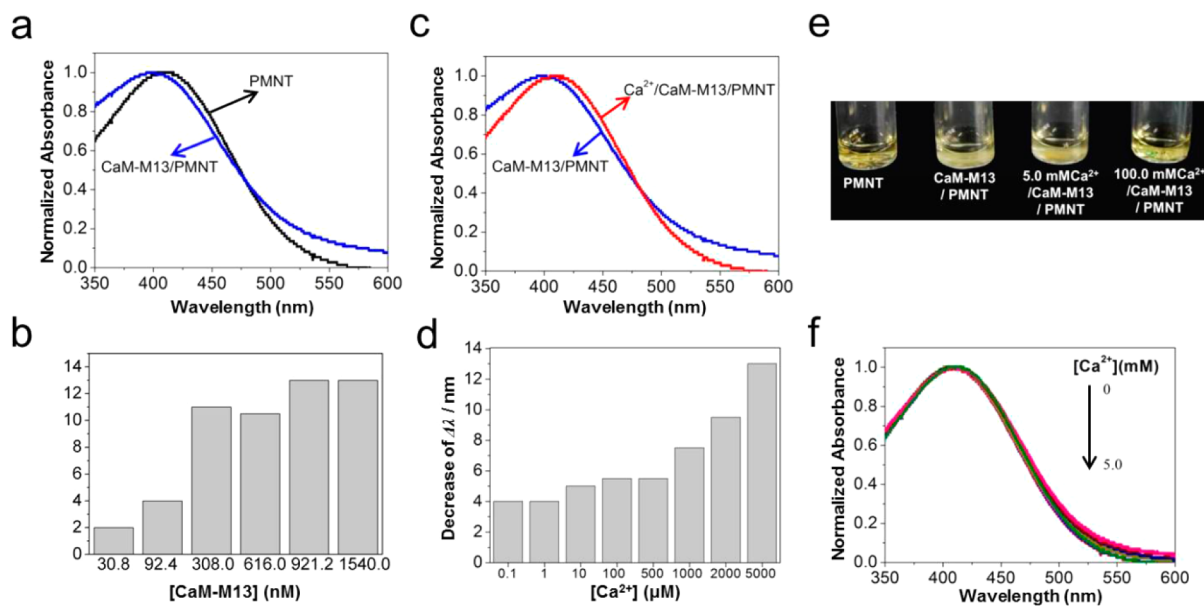 a
Normalized Absorbance
1.0
0.8
0.6
0.4
0.2
0.0
PMNT
CaM-M13/PMNT
350 400 450 500 550 600
Wavelength (nm)
c
Normalized Absorbance
1.0
0.8
0.6
0.4
0.2
0.0
Ca²⁺/CaM-M13/PMNT
CaM-M13/PMNT
350 400 450 500 550 600
Wavelength (nm)
e
PMNT
CaM-M13
/ PMNT
5.0 mMCa²⁺
/CaM-M13
/ PMNT
100.0 mMCa²⁺
/CaM-M13
/ PMNT
b
14
12
10
8
6
4
2
0
30.8 92.4 308.0 616.0 921.2 1540.0
[CaM-M13] (nM)
d
Decrease of Δλ / nm
14
12
10
8
6
4
2
0
0.1 1 10 100 500 1000 2000 5000
[Ca²⁺] (μM)
f
Normalized Absorbance
1.0
0.8
0.6
0.4
0.2
0.0
[Ca²⁺](mM)
0
5.0
350 400 450 500 550 600
Wavelength (nm)